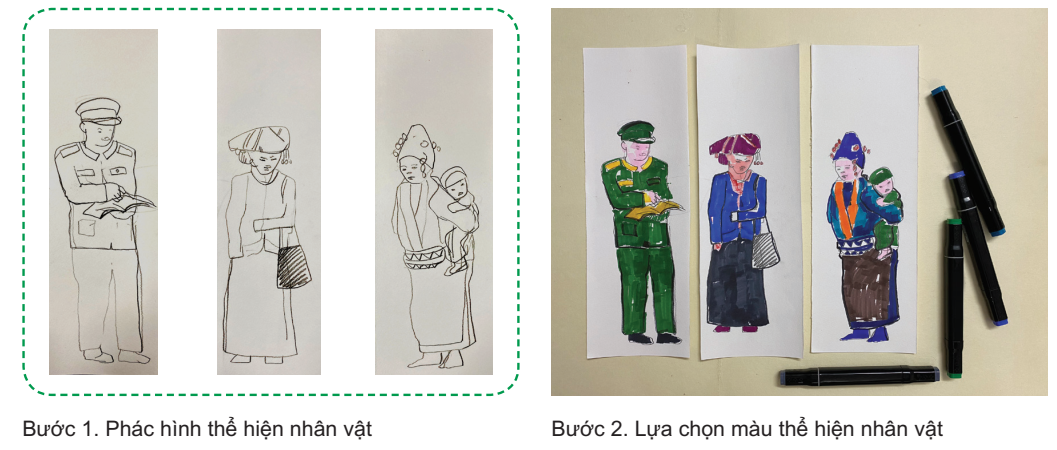 Bước 1. Phác hình thể hiện nhân vật
Bước 2. Lựa chọn màu thể hiện nhân vật